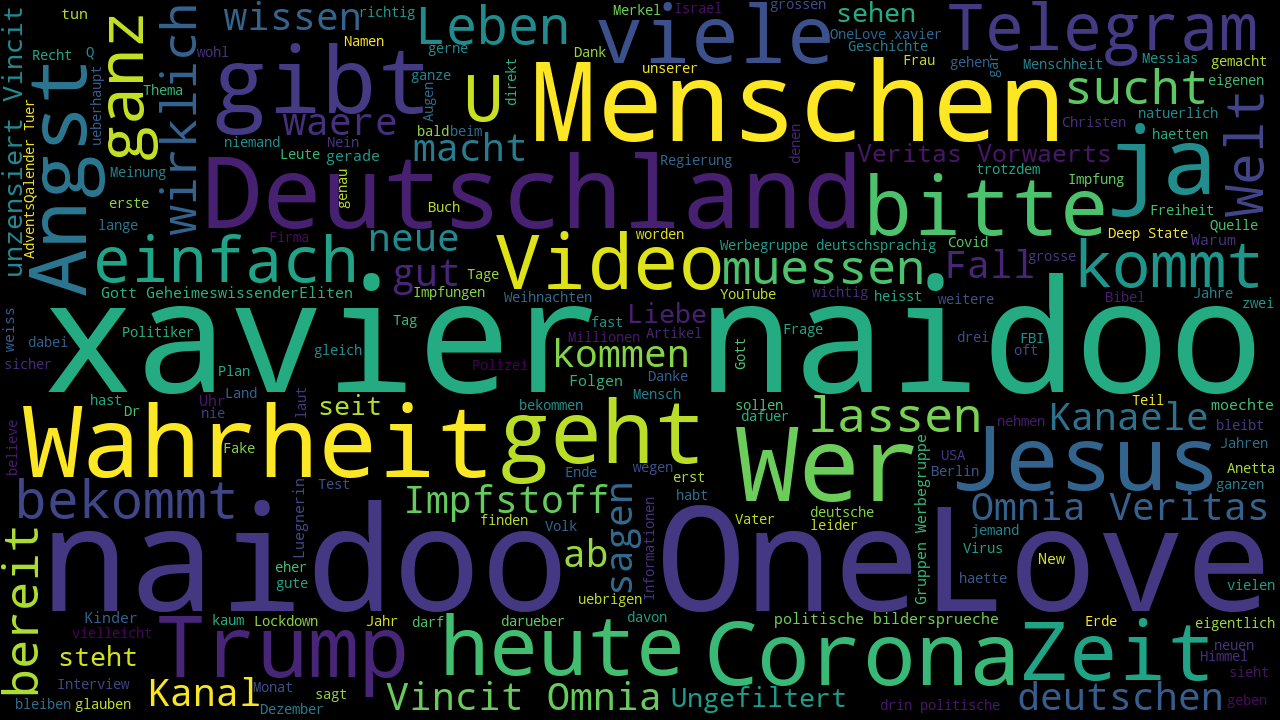 tun
wissen
richtig
Leben
viele
Merkel
Israel
grossen
sehen
OneLove xavier
Telegram
unzensiert Vincit
Recht
Q
ganz
wirklich
wohl
Namen
gerne
Geschichte
Dank
Frau
gehen
gar
Menschheit
Messias
gemacht
Angst
ueberhaupt
Thema
gibt
ganze
Augen
U
direkt
unserer
Menschen
sucht
eigenen
AdventsQalender Tuer
waere
bald
beim
Christen
natuerlich
Welt
niemand
Nein
macht
denen
haetten
ja
Meinung
Leute
gerade
Deutschland
Regierung
Veritas Vorwaerts
trotzdem
Impfung
erste
genau
Buch
bitte
Freiheit
lange
Firma
neue
worden
Werbegruppe deutschsprachig
Covid
Deep State
Quelle
Warum
einfach
gut
Tage
Video
muessen
Fall
grosse
kommt
Gott GeheimeswissenderEliten
Impfungen
Weihnachten
YouTube
wichtig
heisst
weitere
Bibel
Jahre
zwei
weiss
dabei
Politiker
Tag
xavier naidoo
fast
Liebe
Millionen
Artikel
Frage
drei
FBI
oft
sicher
gleich
Polizei
kommen
Gott
Plan
Folgen
Danke
hast
Dr
Uhr
Land
nie
laut
seit
bekommen
Mensch
sollen
dafuer
lassen
nehmen
Teil
Kanaele
moechte
bleibt
believe
Wahrheit
Fake
geht
Wer
Jesus
Jahren
USA
Berlin
Anetta
Ende
wegen
erst
ganzen
bekommt
Luegnerin
Test
Impfstoff
sagen
habt
Gruppen Werbegruppe
Omnia Veritas
finden
Volk
Informationen
Vater
deutsche
leider
jemand
bereit
naidoo OneLove
ab
Virus
New
eher
gute
haette
vielen
uebrigen
Kinder
kaum
Lockdown
Jahr
darf
darueber
davon
politische bildersprueche
Erde
eigentlich
vielleicht
Trump
heute
Corona
Zeit
neuen
Himmel
steht
sieht
Interview
Kanal
Monat
sagt
Vincit Omnia
Ungefiltert
drin politische
deutschen
geben
bleiben
glauben
Dezember